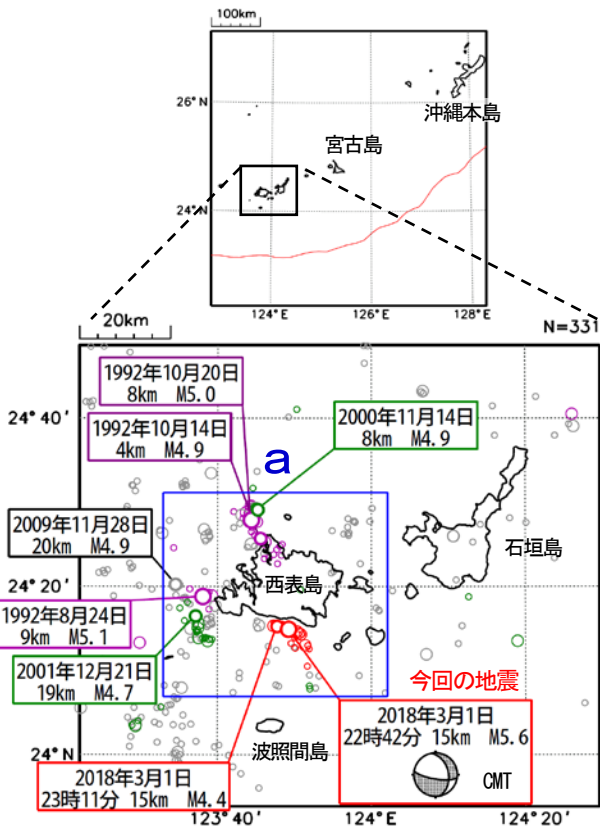 100km
26°N
沖縄本島
宮古島
24°N
124°E
126°E
128°E
20km
N=331
1992年10月20日
8km M5.0
24°40′
1992年10月14日
4km M4.9
2000年11月14日
8km M4.9
a
2009年11月28日
20km M4.9
石垣島
西表島
24°20′
1992年8月24日
9km M5.1
2001年12月21日
19km M4.7
今回の地震
2018年3月1日
22時42分 15km M5.6
CMT
波照間島
24°N
2018年3月1日
23時11分 15km M4.4
123°40′
124°E
124°20′